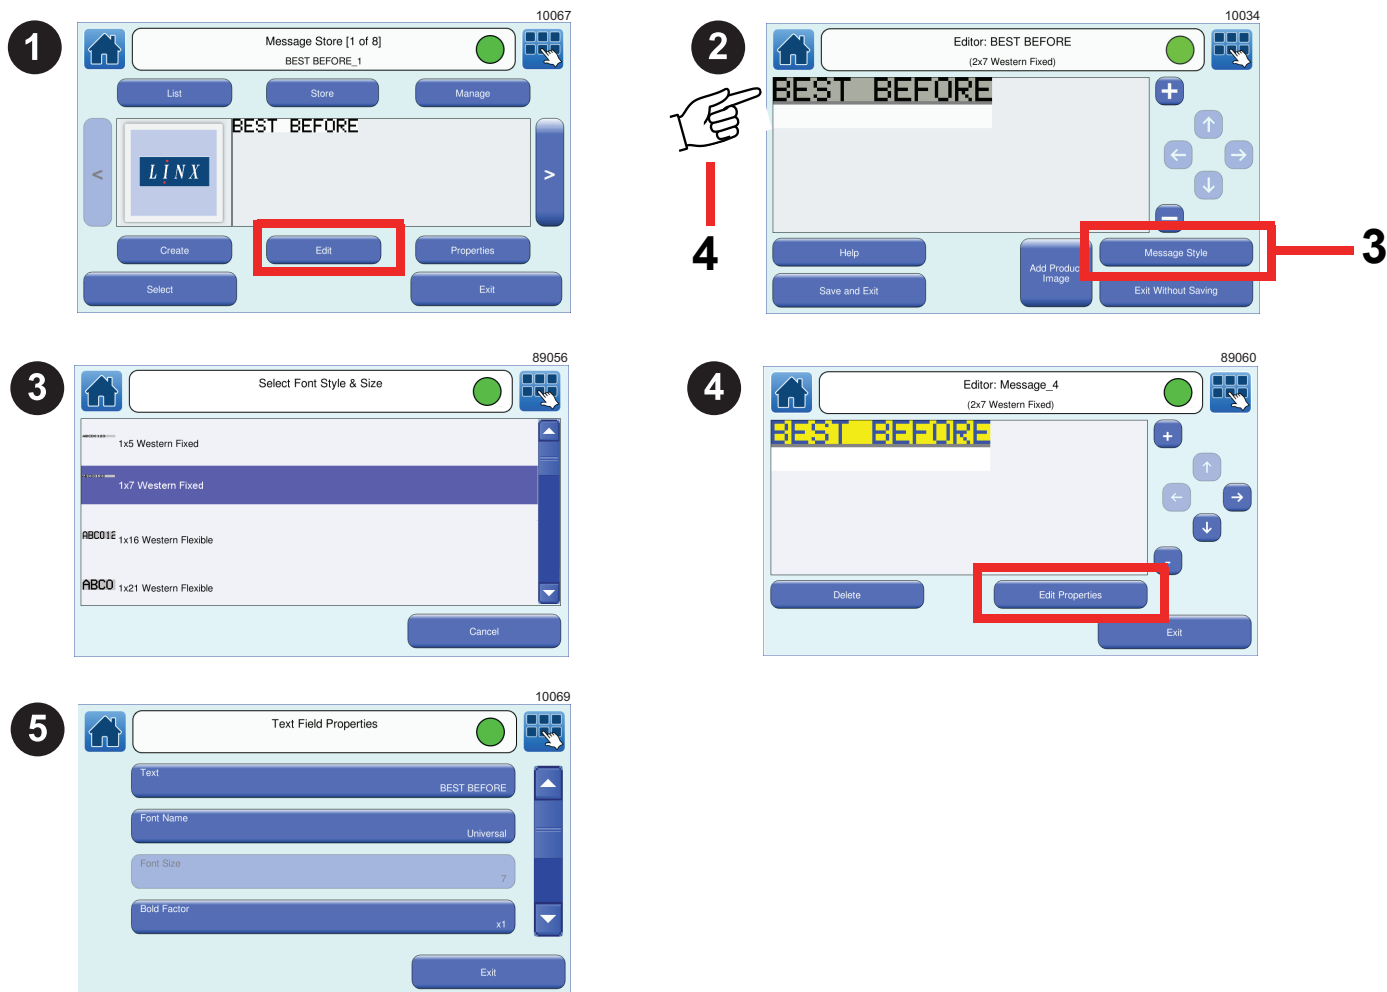 10067
1
Message Store [1 of 8]
BEST BEFORE_1
List
Store
Manage
BEST BEFORE
LINX
<
>
Create
Edit
Properties
Select
Exit
10034
2
Editor: BEST BEFORE
(2x7 Western Fixed)
BEST BEFORE
+
4
Help
Message Style
3
Add Product
Image
Save and Exit
Exit Without Saving
89056
3
Select Font Style & Size
1x5 Western Fixed
1x7 Western Fixed
1x16 Western Flexible
ABCO
1x21 Western Flexible
Cancel
89060
4
Editor: Message_4
(2x7 Western Fixed)
BEST BEFORE
+
-
Delete
Edit Properties
Exit
10069
5
Text Field Properties
Text
BEST BEFORE
Font Name
Universal
Font Size
7
Bold Factor
x1
Exit